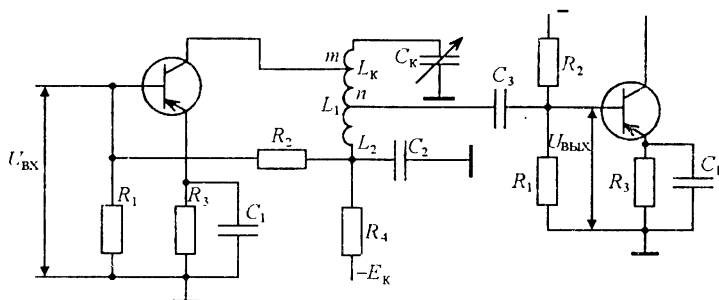 m
L_К
C_К
n
L_1
C_3
R_2
U_ВХ
R_2
L_2
C_2
R_1
U_ВЫХ
R_1
R_3
C_1
R_3
C_1
R_4
−E_К